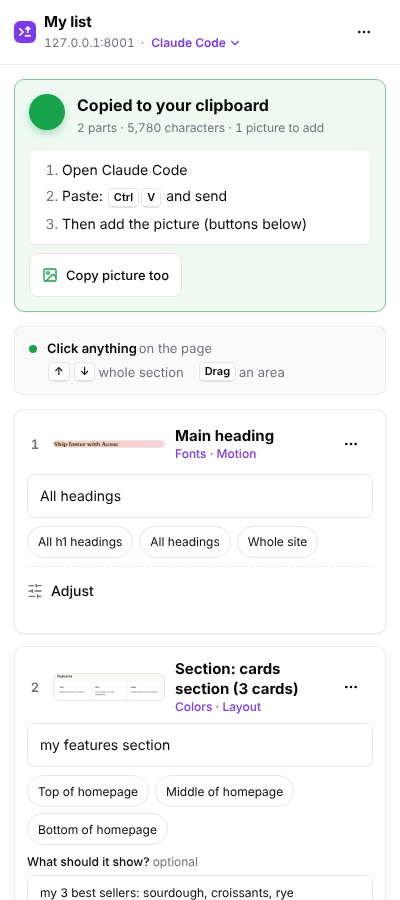 My list
127.0.0.1:8001 · Claude Code
Copied to your clipboard
2 parts · 5,780 characters · 1 picture to add
1. Open Claude Code
2. Paste: Ctrl V and send
3. Then add the picture (buttons below)
Copy picture too
Click anything on the page
↑ ↓ whole section Drag an area
1
Ship faster with Acme
Main heading
Fonts · Motion
All headings
All h1 headings
All headings
Whole site
Adjust
2
Features
Section: cards
section (3 cards)
Colors · Layout
my features section
Top of homepage
Middle of homepage
Bottom of homepage
What should it show? optional
my 3 best sellers: sourdough, croissants, rye